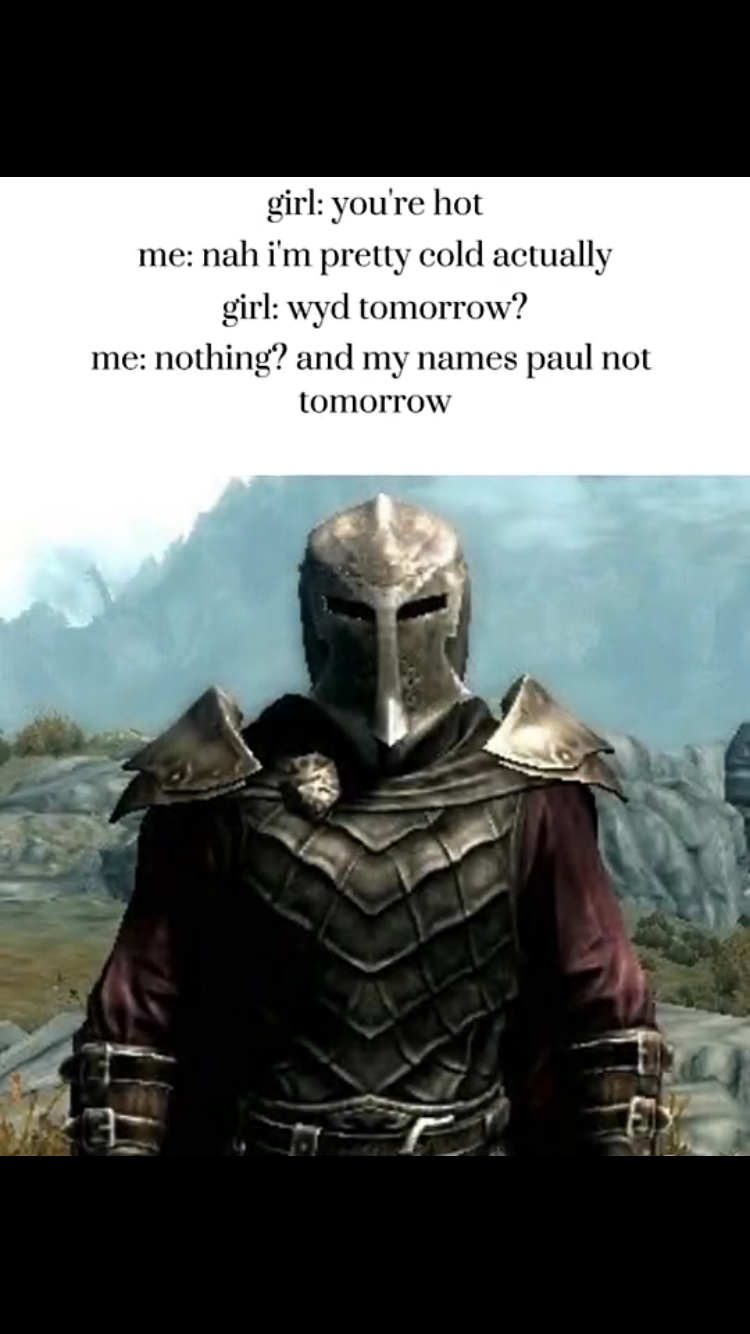 girl: you're hot
me: nah i'm pretty cold actually
girl: wyd tomorrow?
me: nothing? and my names paul not
tomorrow